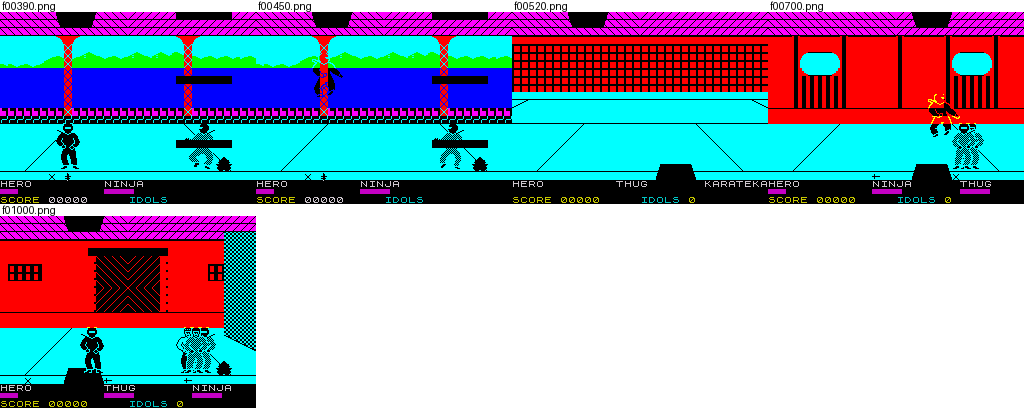 f00390.png
f00450.png
f00520.png
f00700.png
HERO NINJA
SCORE 00000 IDOLS
HERO NINJA
SCORE 00000 IDOLS
HERO THUG KARATEKA
SCORE 00000 IDOLS 0
HERO NINJA THUG
SCORE 00000 IDOLS 0
f01000.png
HERO THUG NINJA
SCORE 00000 IDOLS 0